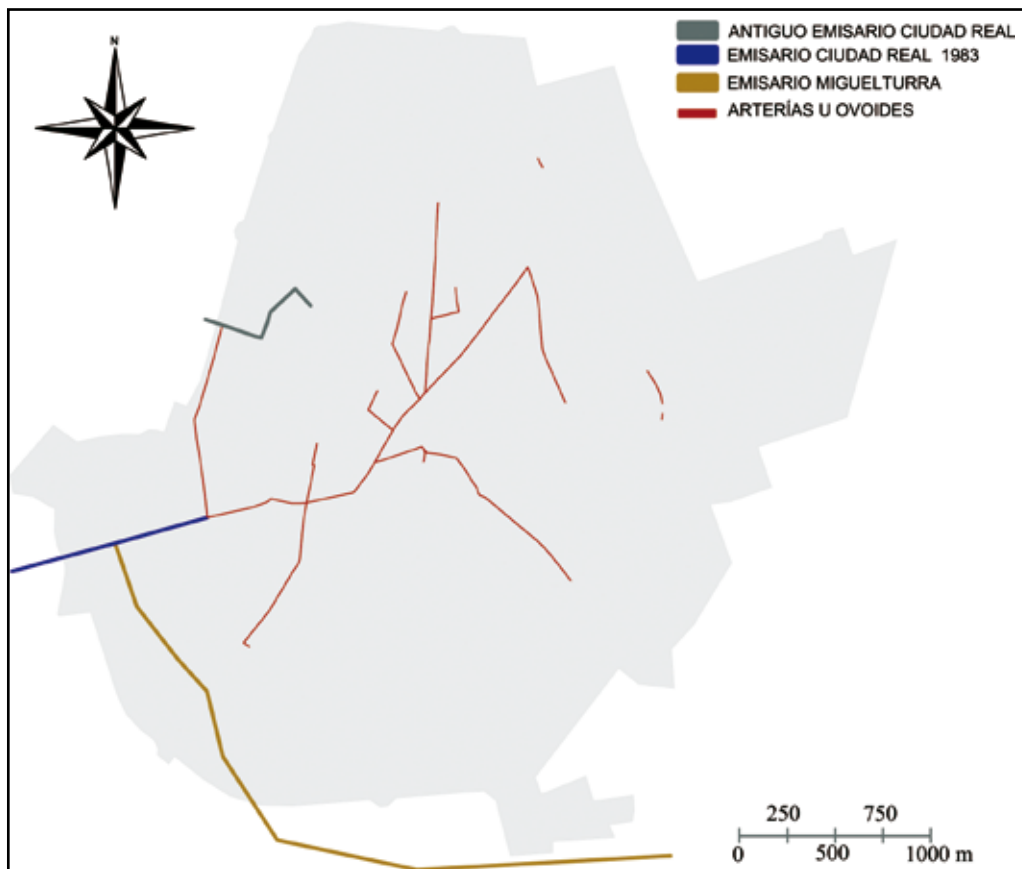 N
ANTIGUO EMISARIO CIUDAD REAL
EMISARIO CIUDAD REAL 1983
EMISARIO MIGUELTURRA
ARTERÍAS U OVOIDES
250 750
0 500 1000 m